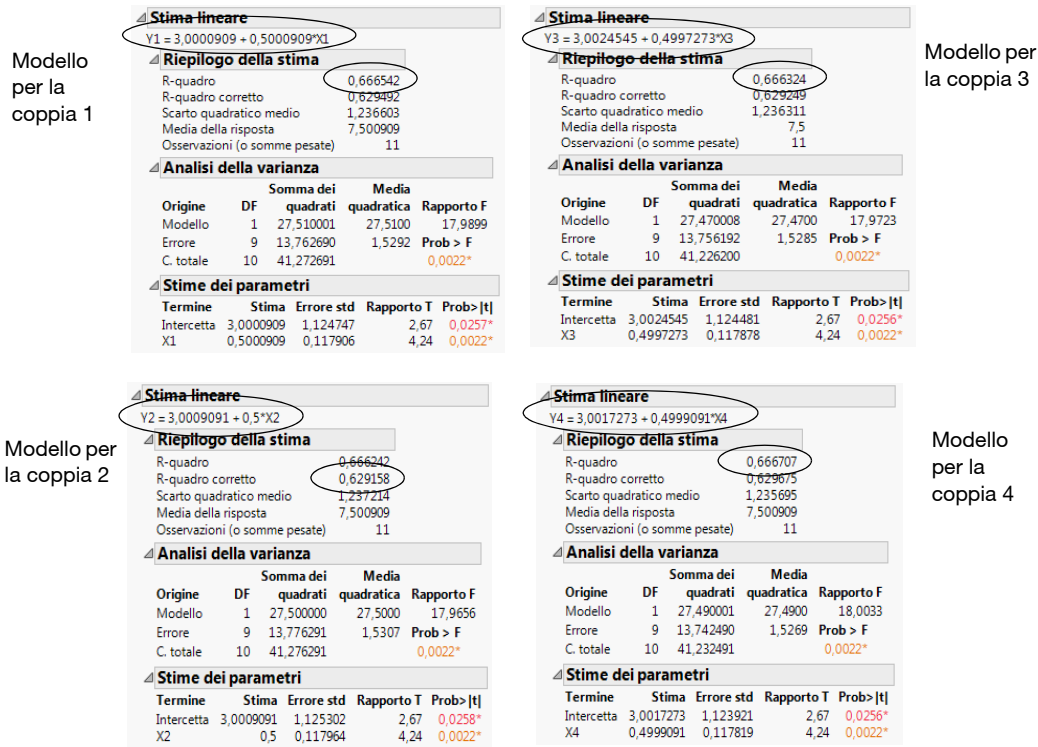 Modello
per la
coppia 1
Stima lineare
Y1 = 3,0000909 + 0,5000909*X1
Riepilogo della stima
R-quadro 0,666542
R-quadro corretto 0,629492
Scarto quadratico medio 1,236603
Media della risposta 7,500909
Osservazioni (o somme pesate) 11
Analisi della varianza
Somma dei Media
Origine DF quadrati quadratica Rapporto F
Modello 1 27,510001 27,5100 17,9899
Errore 9 13,762690 1,5292 Prob > F
C. totale 10 41,272691 0,0022*
Stime dei parametri
Termine Stima Errore std Rapporto T Prob>|t|
Intercetta 3,0000909 1,124747 2,67 0,0257*
X1 0,5000909 0,117906 4,24 0,0022*
Modello per
la coppia 3
Stima lineare
Y3 = 3,0024545 + 0,4997273*X3
Riepilogo della stima
R-quadro 0,666324
R-quadro corretto 0,629249
Scarto quadratico medio 1,236311
Media della risposta 7,5
Osservazioni (o somme pesate) 11
Analisi della varianza
Somma dei Media
Origine DF quadrati quadratica Rapporto F
Modello 1 27,470008 27,4700 17,9723
Errore 9 13,756192 1,5285 Prob > F
C. totale 10 41,226200 0,0022*
Stime dei parametri
Termine Stima Errore std Rapporto T Prob>|t|
Intercetta 3,0024545 1,124481 2,67 0,0256*
X3 0,4997273 0,117878 4,24 0,0022*
Modello per
la coppia 2
Stima lineare
Y2 = 3,0009091 + 0,5*X2
Riepilogo della stima
R-quadro 0,666242
R-quadro corretto 0,629158
Scarto quadratico medio 1,237214
Media della risposta 7,500909
Osservazioni (o somme pesate) 11
Analisi della varianza
Somma dei Media
Origine DF quadrati quadratica Rapporto F
Modello 1 27,500000 27,5000 17,9656
Errore 9 13,776291 1,5307 Prob > F
C. totale 10 41,276291 0,0022*
Stime dei parametri
Termine Stima Errore std Rapporto T Prob>|t|
Intercetta 3,0009091 1,125302 2,67 0,0258*
X2 0,5 0,117964 4,24 0,0022*
Modello
per la
coppia 4
Stima lineare
Y4 = 3,0017273 + 0,4999091*X4
Riepilogo della stima
R-quadro 0,666707
R-quadro corretto 0,629675
Scarto quadratico medio 1,235695
Media della risposta 7,500909
Osservazioni (o somme pesate) 11
Analisi della varianza
Somma dei Media
Origine DF quadrati quadratica Rapporto F
Modello 1 27,490001 27,4900 18,0033
Errore 9 13,742490 1,5269 Prob > F
C. totale 10 41,232491 0,0022*
Stime dei parametri
Termine Stima Errore std Rapporto T Prob>|t|
Intercetta 3,0017273 1,123921 2,67 0,0256*
X4 0,4999091 0,117819 4,24 0,0022*